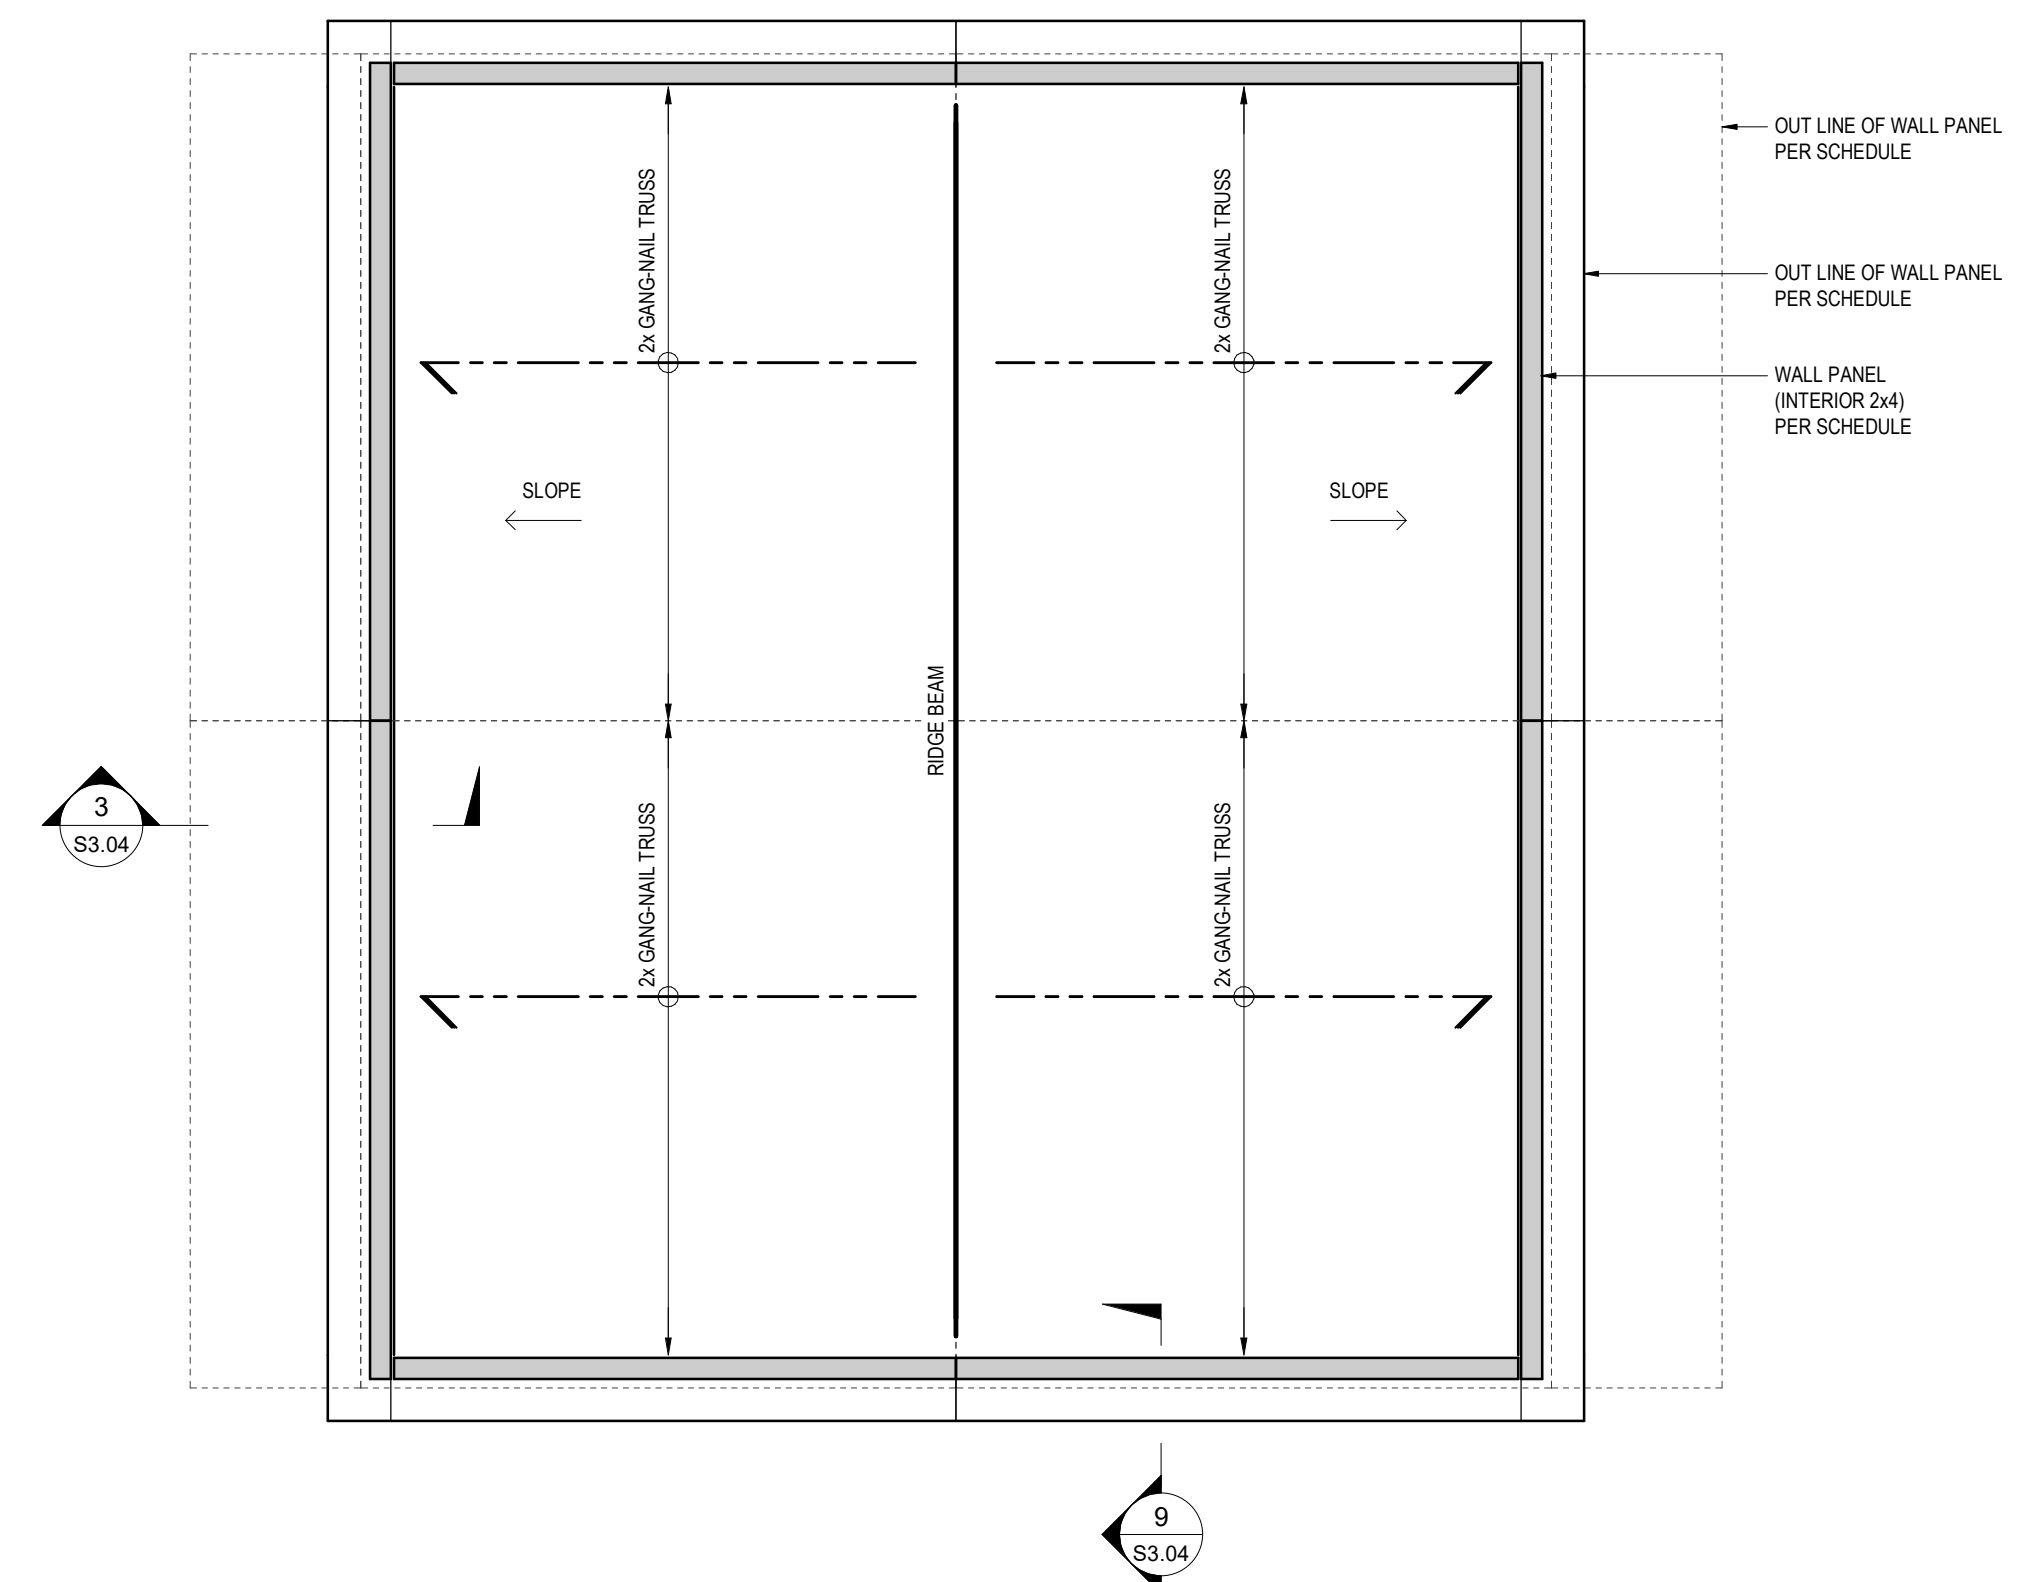 OUT LINE OF WALL PANEL
PER SCHEDULE
2x GANG-NAIL TRUSS
2x GANG-NAIL TRUSS
OUT LINE OF WALL PANEL
PER SCHEDULE
WALL PANEL
(INTERIOR 2x4)
PER SCHEDULE
SLOPE
SLOPE
RIDGE BEAM
3
S3.04
2x GANG-NAIL TRUSS
2x GANG-NAIL TRUSS
9
S3.04